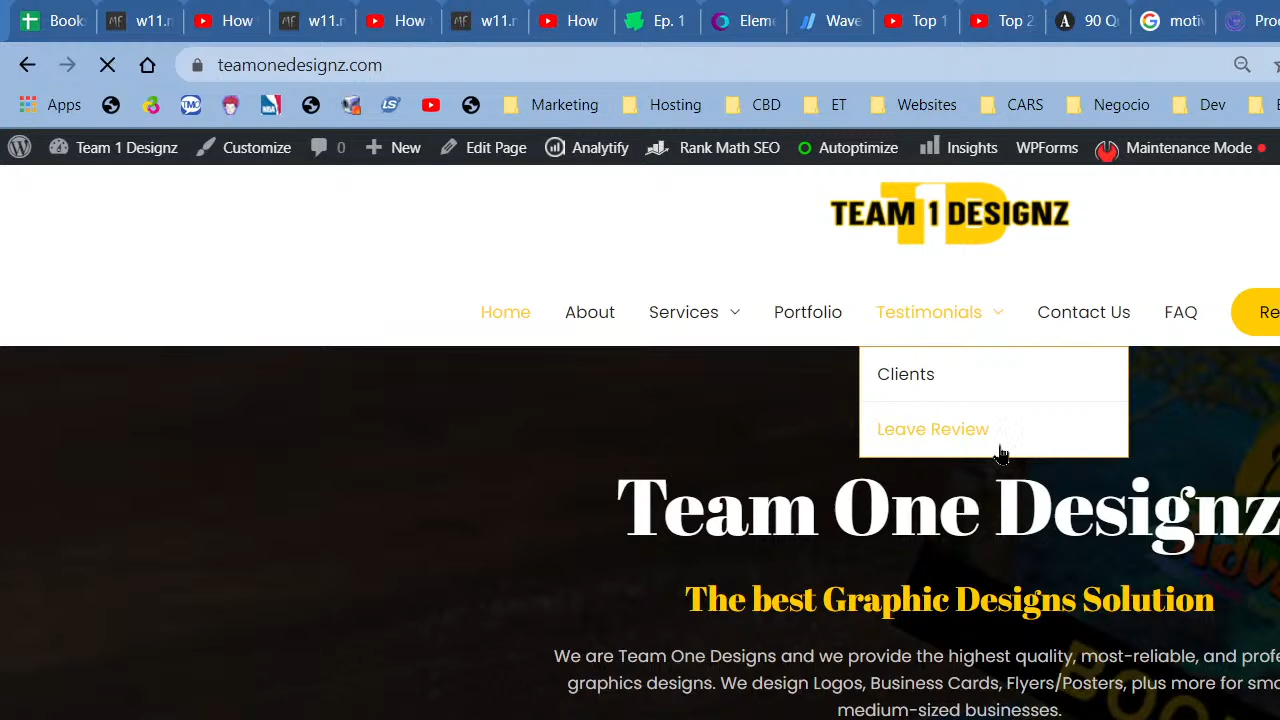 Book w11.r How w11.r How w11.r How Ep. 1 Elem Wave Top 1 Top 2 90 Q motiv Pro
teamonedesignz.com
Apps TMC LS Marketing Hosting CBD ET Websites CARS Negocio Dev
Team 1 Designz Customize 0 New Edit Page Analytify Rank Math SEO Autoptimize Insights WPForms Maintenance Mode
TEAM 1 DESIGNZ
Home About Services Portfolio Testimonials Contact Us FAQ Re
Clients
Leave Review
Team One Designz
The best Graphic Designs Solution
We are Team One Designs and we provide the highest quality, most-reliable, and profe
graphics designs. We design Logos, Business Cards, Flyers/Posters, plus more for sma
medium-sized businesses.